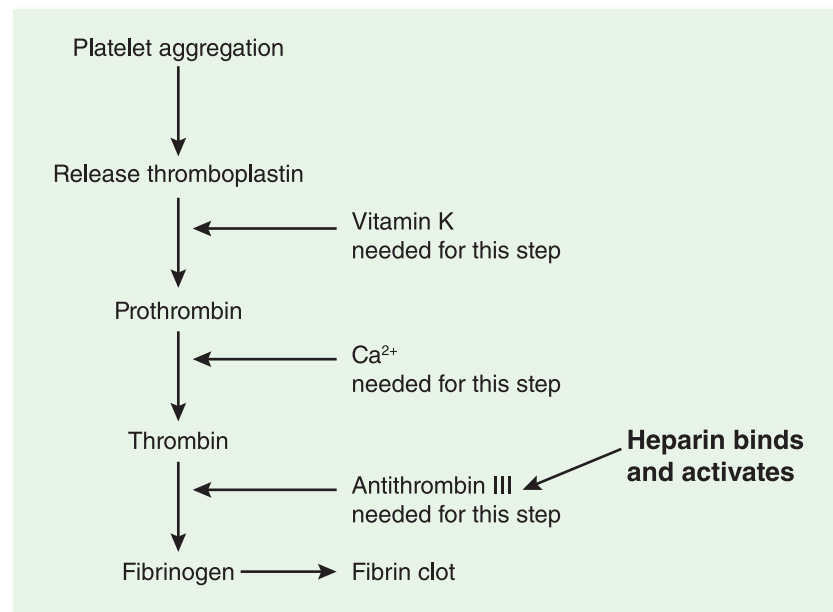 Platelet aggregation
Release thromboplastin
Vitamin K
needed for this step
Prothrombin
Ca²⁺
needed for this step
Thrombin
Heparin binds
and activates
Antithrombin III
needed for this step
Fibrinogen
Fibrin clot